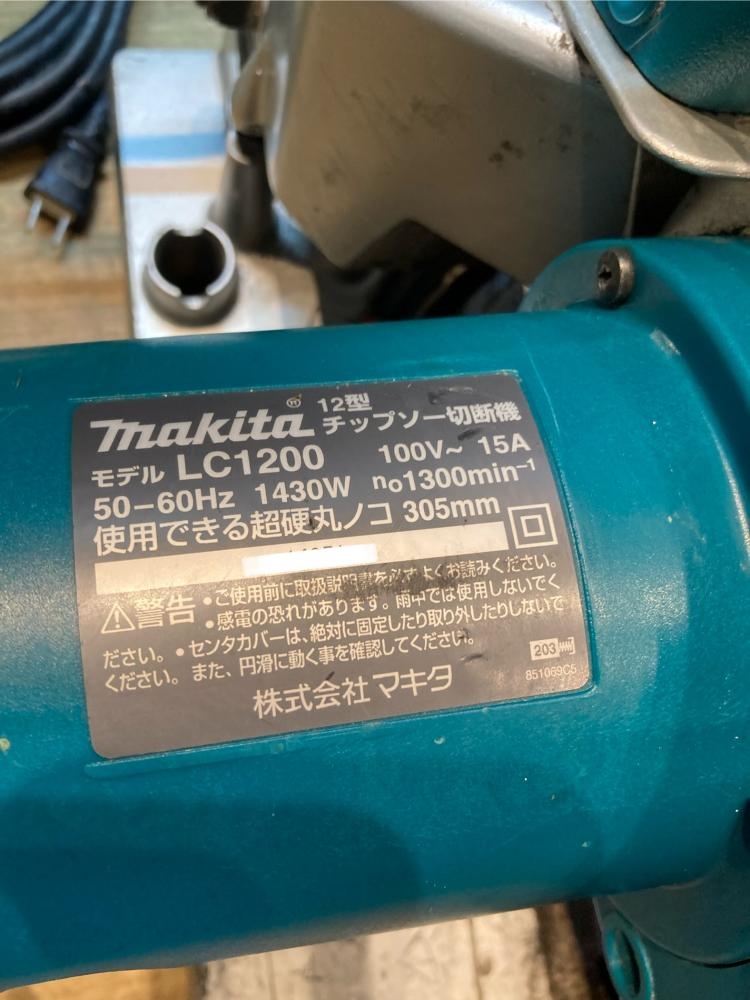 makita 12型
チップソー切断機
モデル LC1200 100V~ 15A
50-60Hz 1430W n₀1300min⁻¹
使用できる超硬丸ノコ 305mm
⚠警告 ・ご使用前に取扱説明書を必ずよくお読みください。
・感電の恐れがあります。雨中では使用しないでく
ださい。・センタカバーは、絶対に固定したり取り外したりしないで
ください。また、円滑に動く事を確認してください。
203
851069C5
株式会社マキタ